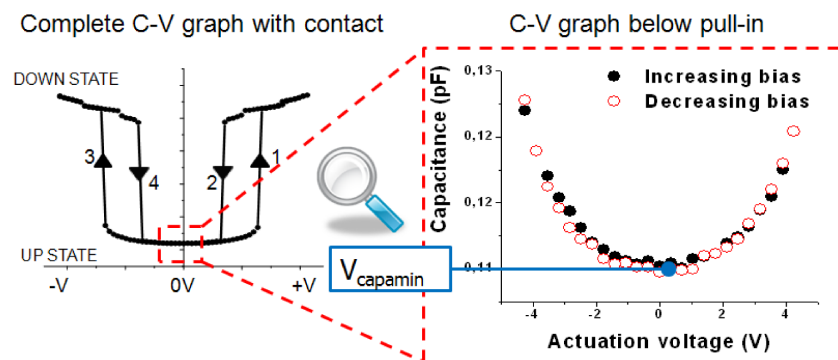 Complete C-V graph with contact
C-V graph below pull-in
DOWN STATE
3
4
2
1
UP STATE
-V
0V
+V
V_capamin
Capacitance (pF)
0,13
0,12
0,12
0,11
Increasing bias
Decreasing bias
-4
-2
0
2
4
Actuation voltage (V)